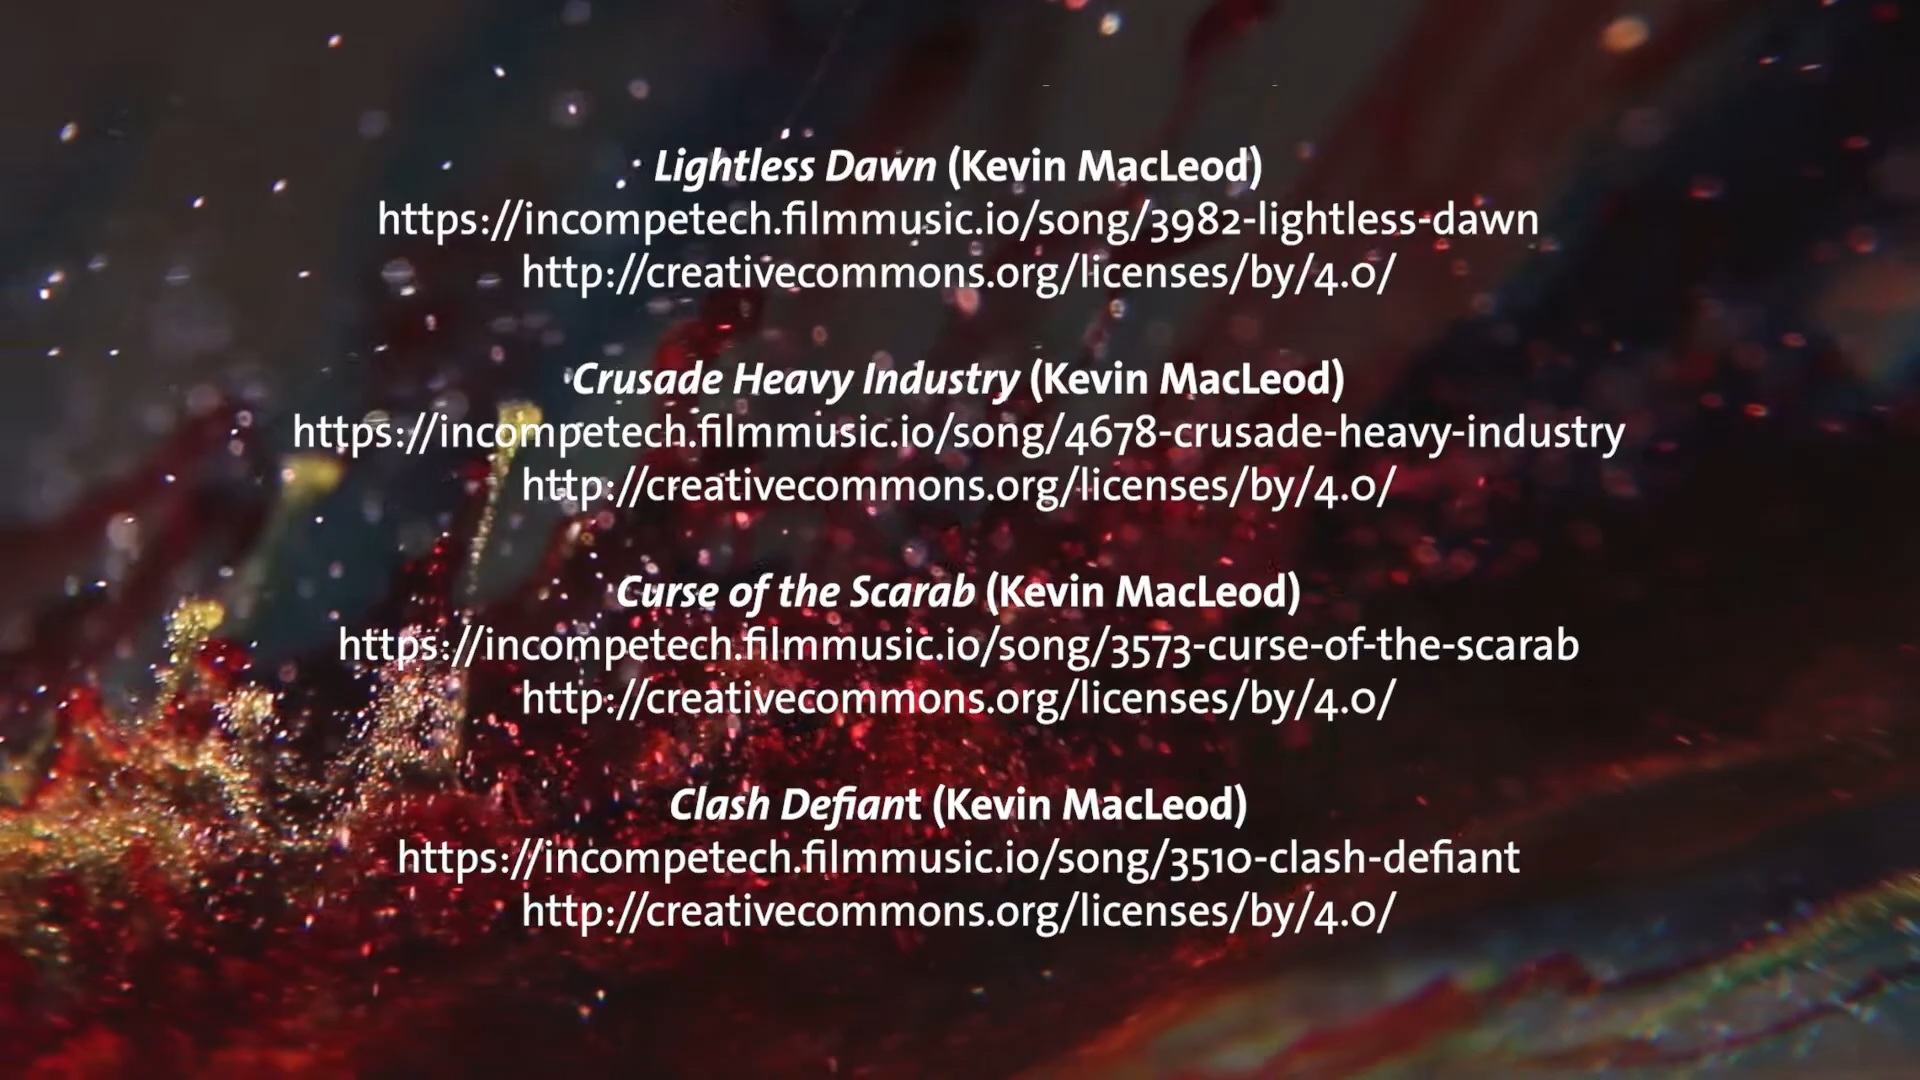 Lightless Dawn (Kevin MacLeod)
https://incompetech.filmmusic.io/song/3982-lightless-dawn
http://creativecommons.org/licenses/by/4.0/
Crusade Heavy Industry (Kevin MacLeod)
https://incompetech.filmmusic.io/song/4678-crusade-heavy-industry
http://creativecommons.org/licenses/by/4.0/
Curse of the Scarab (Kevin MacLeod)
https://incompetech.filmmusic.io/song/3573-curse-of-the-scarab
http://creativecommons.org/licenses/by/4.0/
Clash Defiant (Kevin MacLeod)
https://incompetech.filmmusic.io/song/3510-clash-defiant
http://creativecommons.org/licenses/by/4.0/